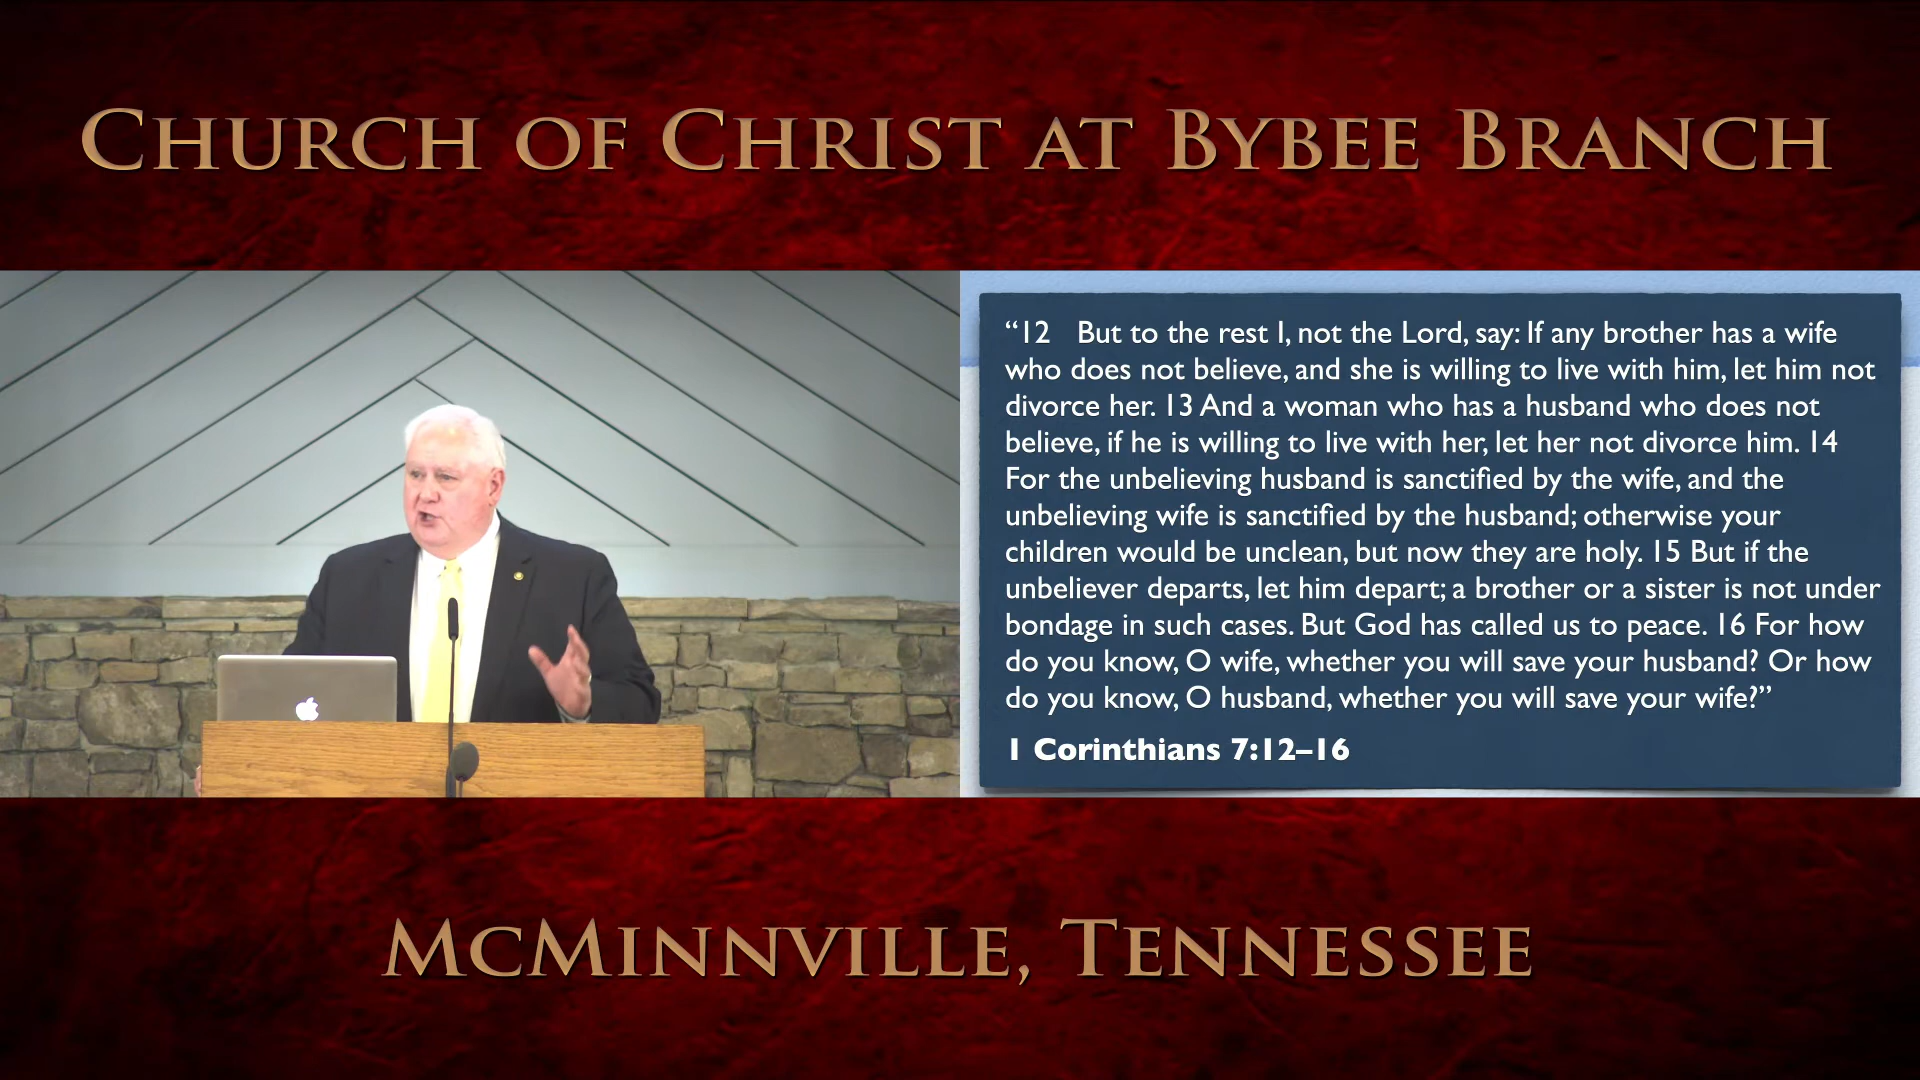 CHURCH OF CHRIST AT BYBEE BRANCH
“12 But to the rest I, not the Lord, say: If any brother has a wife
who does not believe, and she is willing to live with him, let him not
divorce her. 13 And a woman who has a husband who does not
believe, if he is willing to live with her, let her not divorce him. 14
For the unbelieving husband is sanctified by the wife, and the
unbelieving wife is sanctified by the husband; otherwise your
children would be unclean, but now they are holy. 15 But if the
unbeliever departs, let him depart; a brother or a sister is not under
bondage in such cases. But God has called us to peace. 16 For how
do you know, O wife, whether you will save your husband? Or how
do you know, O husband, whether you will save your wife?”
1 Corinthians 7:12–16
MCMINNVILLE, TENNESSEE